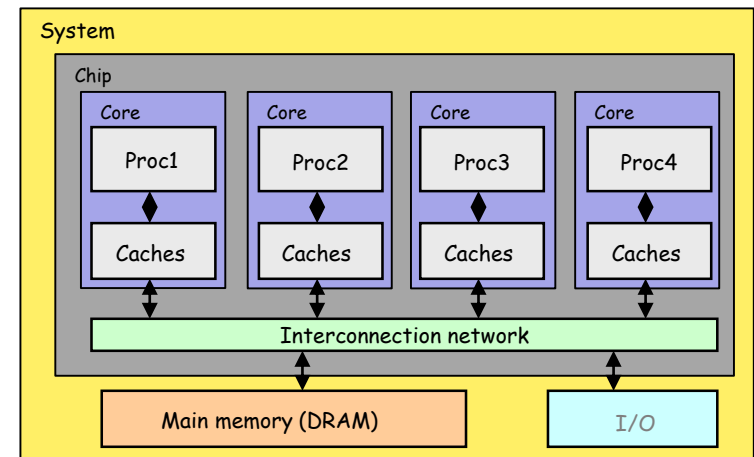 System
Chip
Core Core Core Core
Proc1 Proc2 Proc3 Proc4
Caches Caches Caches Caches
Interconnection network
Main memory (DRAM) I/O